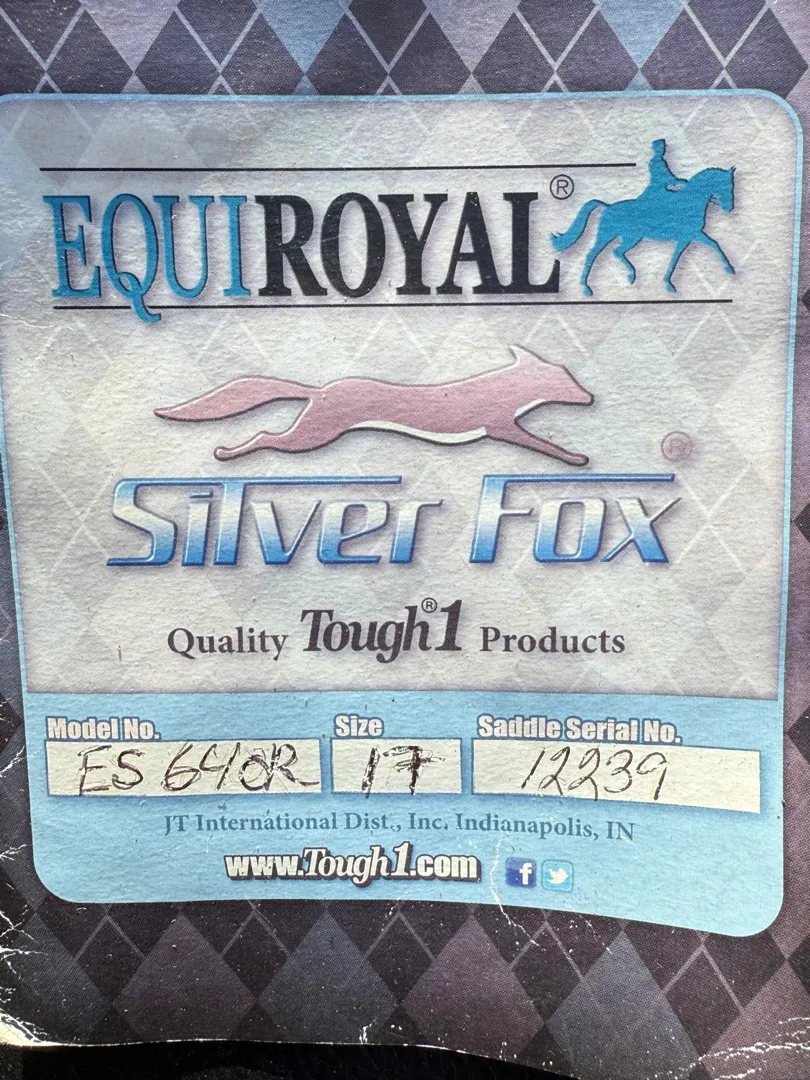 EQUIROYAL®
®
Silver Fox
Quality Tough®1 Products
Model No. Size Saddle Serial No.
ES 640R 17 12239
JT International Dist., Inc. Indianapolis, IN
www.Tough1.com f